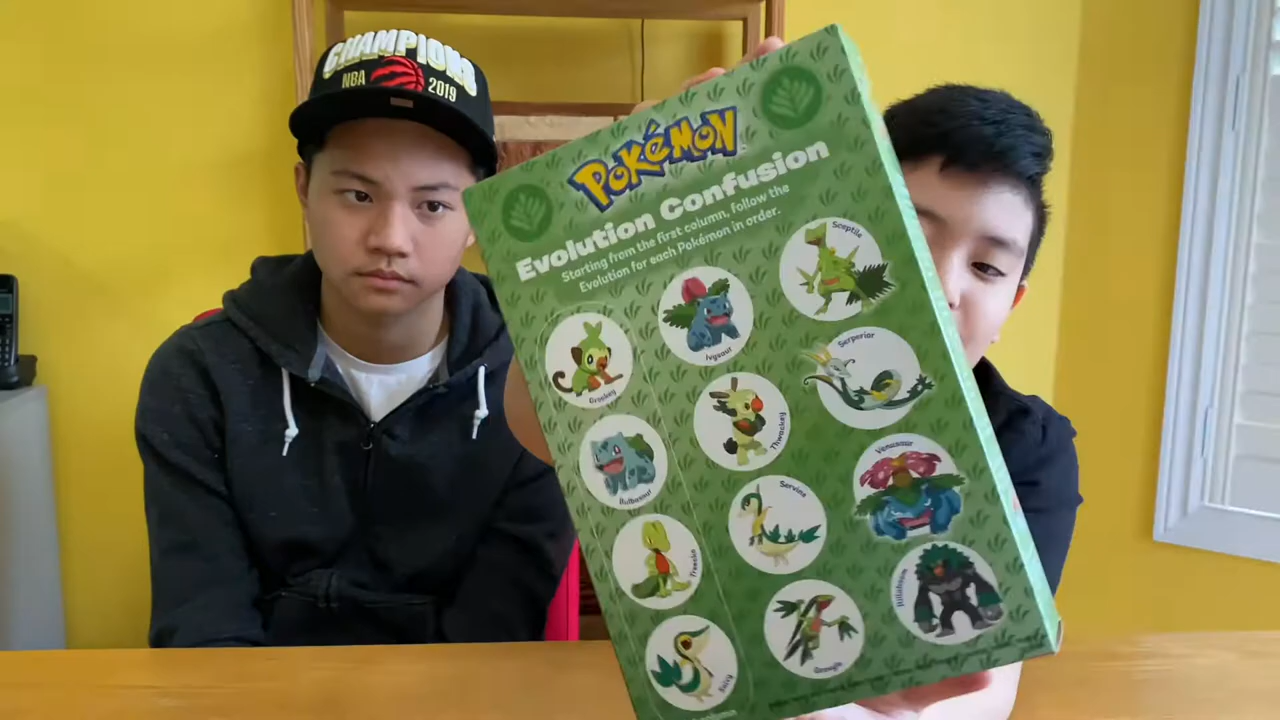 CHAMPIONS
NBA 2019
POKéMON
Evolution Confusion
Starting from the first column, follow the
Evolution for each Pokémon in order.
Grookey
Ivysaur
Sceptile
Bulbasaur
Thwackey
Serperior
Treecko
Servine
Venusaur
Snivy
Grovyle
Rillaboom